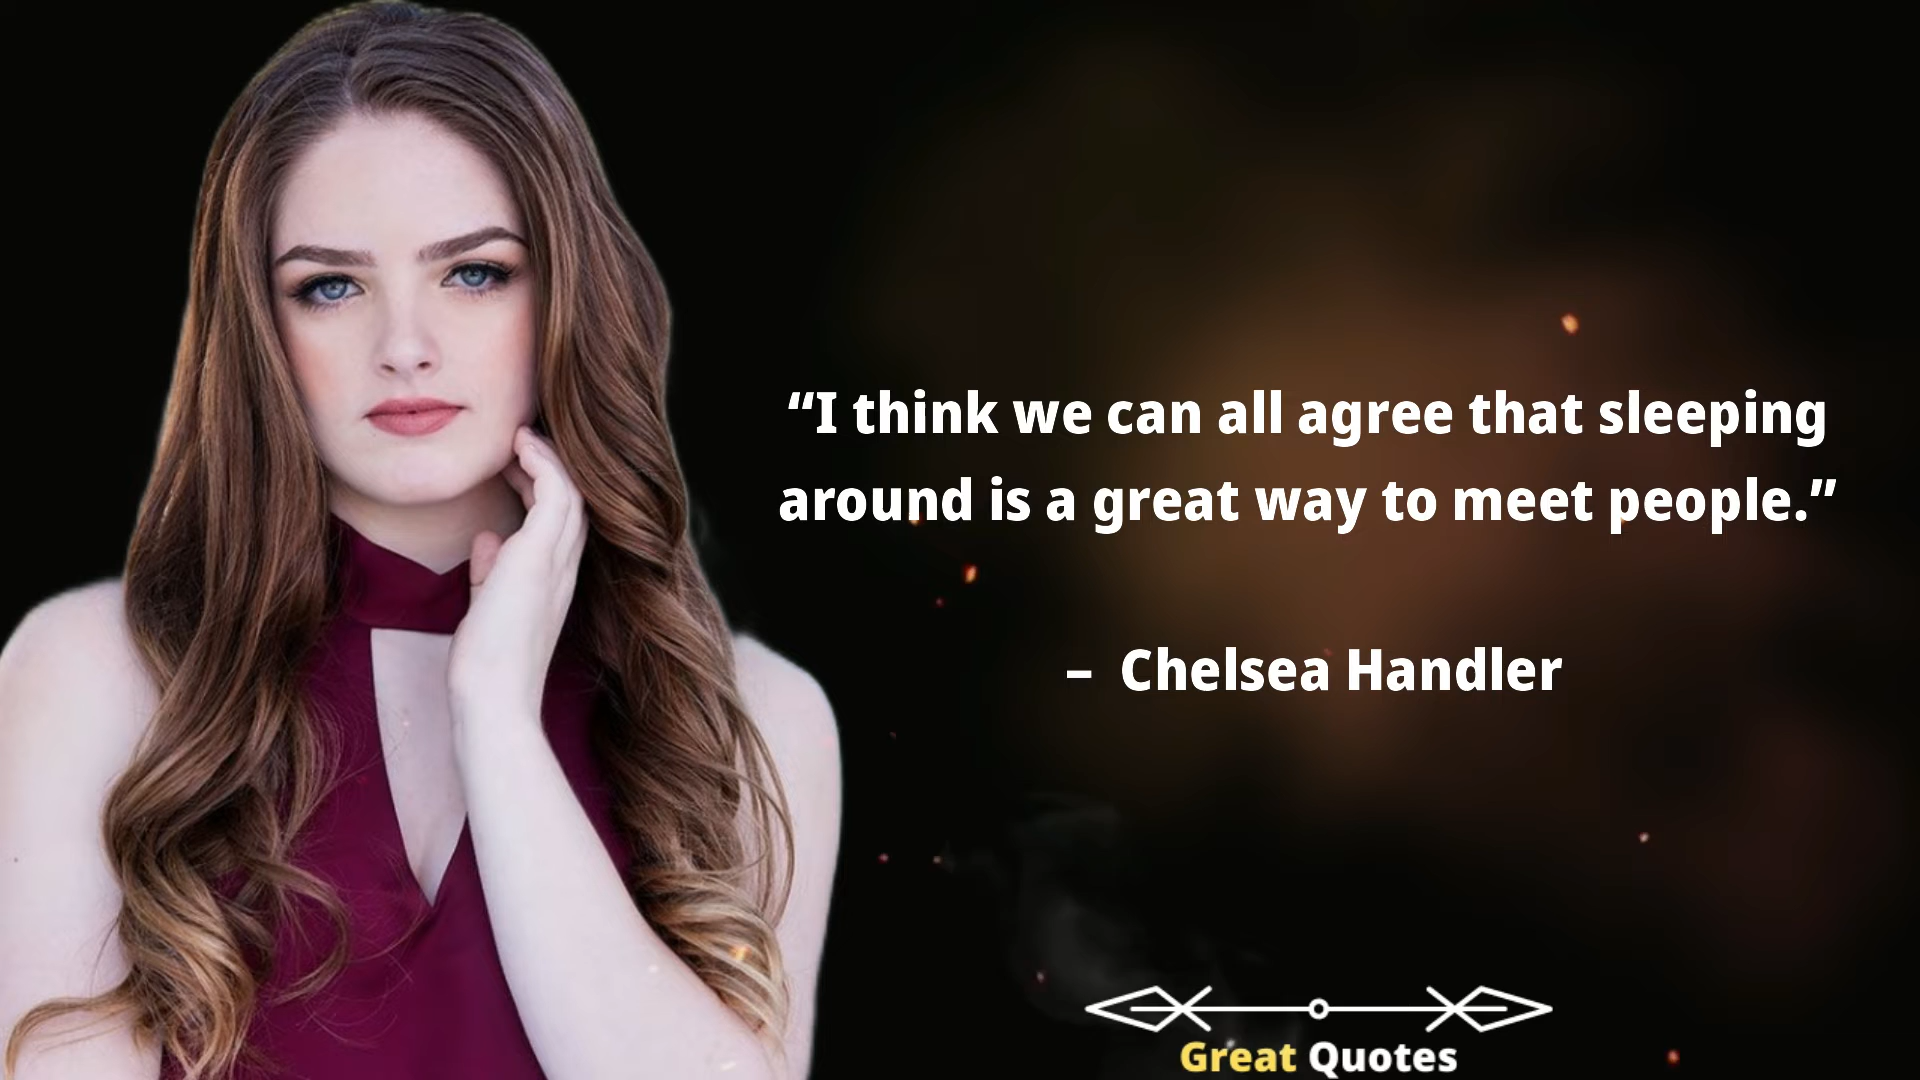 “I think we can all agree that sleeping
around is a great way to meet people.”
– Chelsea Handler
Great Quotes